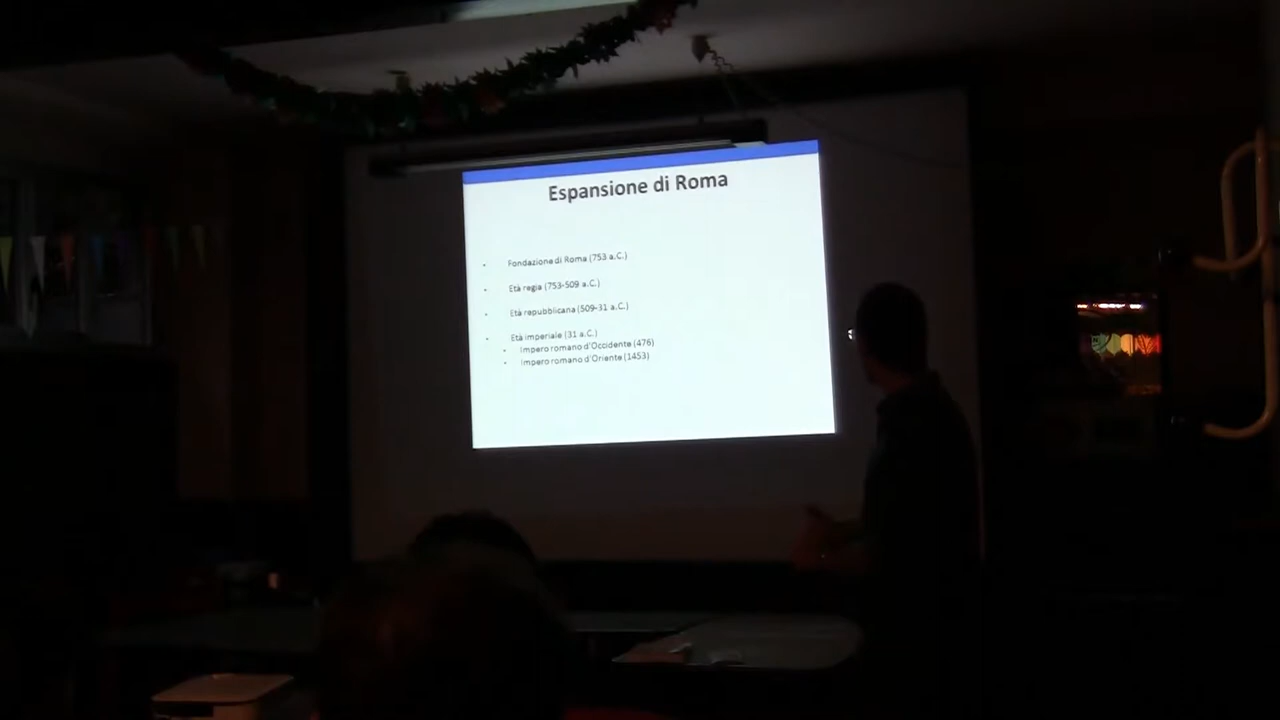 Espansione di Roma
Fondazione di Roma (753 a.C.)
Età regia (753-509 a.C.)
Età repubblicana (509-31 a.C.)
Età imperiale (31 a.C.)
Impero romano d'Occidente (476)
Impero romano d'Oriente (1453)